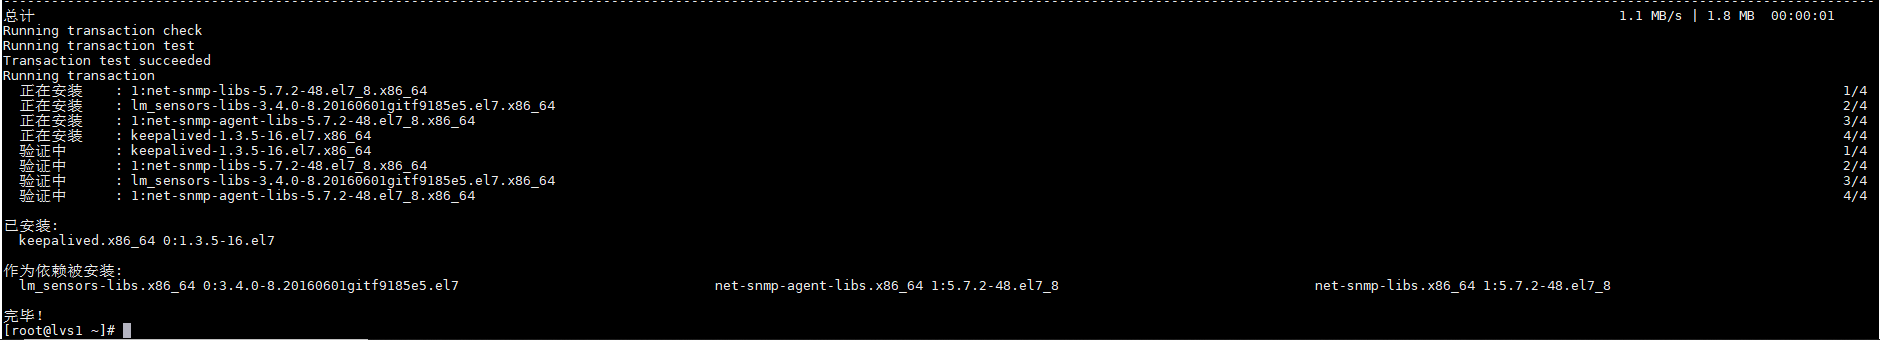 --------------------------------------------------------------------------------
总计 1.1 MB/s | 1.8 MB  00:00:01
Running transaction check
Running transaction test
Transaction test succeeded
Running transaction
  正在安装    : 1:net-snmp-libs-5.7.2-48.el7_8.x86_64 1/4
  正在安装    : lm_sensors-libs-3.4.0-8.20160601gitf9185e5.el7.x86_64 2/4
  正在安装    : 1:net-snmp-agent-libs-5.7.2-48.el7_8.x86_64 3/4
  正在安装    : keepalived-1.3.5-16.el7.x86_64 4/4
  验证中      : keepalived-1.3.5-16.el7.x86_64 1/4
  验证中      : 1:net-snmp-libs-5.7.2-48.el7_8.x86_64 2/4
  验证中      : lm_sensors-libs-3.4.0-8.20160601gitf9185e5.el7.x86_64 3/4
  验证中      : 1:net-snmp-agent-libs-5.7.2-48.el7_8.x86_64 4/4
已安装:
  keepalived.x86_64 0:1.3.5-16.el7
作为依赖被安装:
  lm_sensors-libs.x86_64 0:3.4.0-8.20160601gitf9185e5.el7 net-snmp-agent-libs.x86_64 1:5.7.2-48.el7_8 net-snmp-libs.x86_64 1:5.7.2-48.el7_8
完毕!
[root@lvs1 ~]#